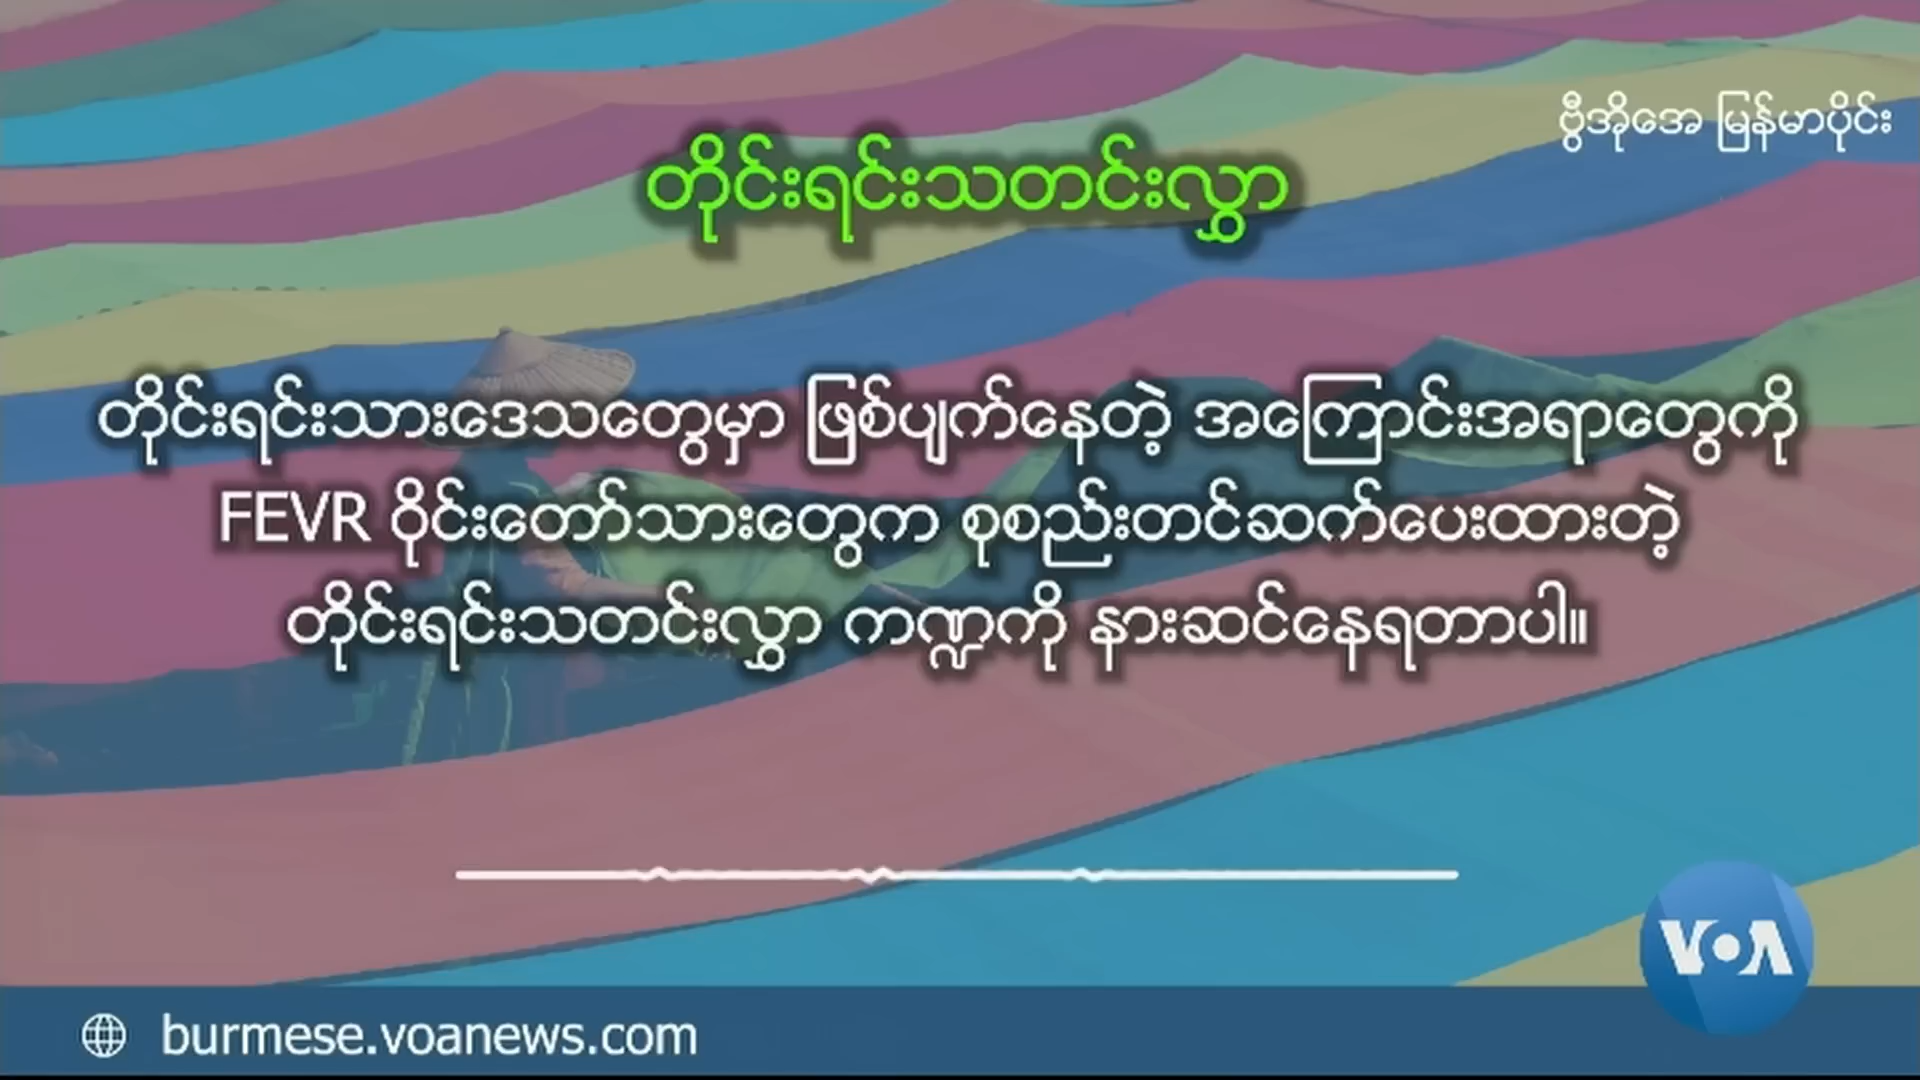 ဗွီအိုအေ မြန်မာပိုင်း
တိုင်းရင်းသတင်းလွှာ
တိုင်းရင်းသားဒေသတွေမှာ ဖြစ်ပျက်နေတဲ့ အကြောင်းအရာတွေကို
FEVR ဝိုင်းတော်သားတွေက စုစည်းတင်ဆက်ပေးထားတဲ့
တိုင်းရင်းသတင်းလွှာ ကဏ္ဍကို နားဆင်နေရတာပါ။
VOA
burmese.voanews.com